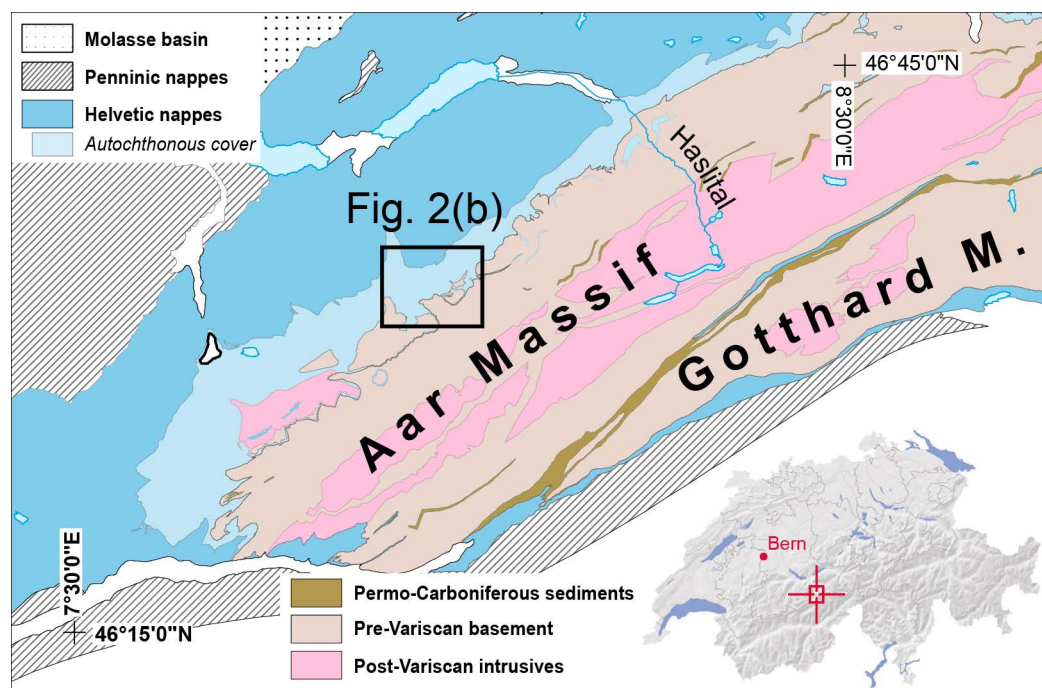 Molasse basin
Penninic nappes
Helvetic nappes
Autochthonous cover
46°45'0"N
8°30'0"E
Haslital
Fig. 2(b)
Aar Massif
Gotthard M.
7°30'0"E
46°15'0"N
Permo-Carboniferous sediments
Pre-Variscan basement
Post-Variscan intrusives
Bern